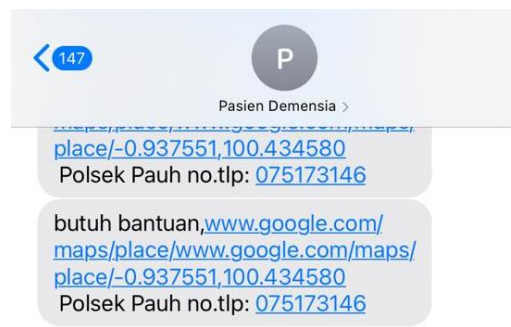 147
P
Pasien Demensia >
place/-0.937551,100.434580
Polsek Pauh no.tlp: 075173146
butuh bantuan,www.google.com/
maps/place/www.google.com/maps/
place/-0.937551,100.434580
Polsek Pauh no.tlp: 075173146